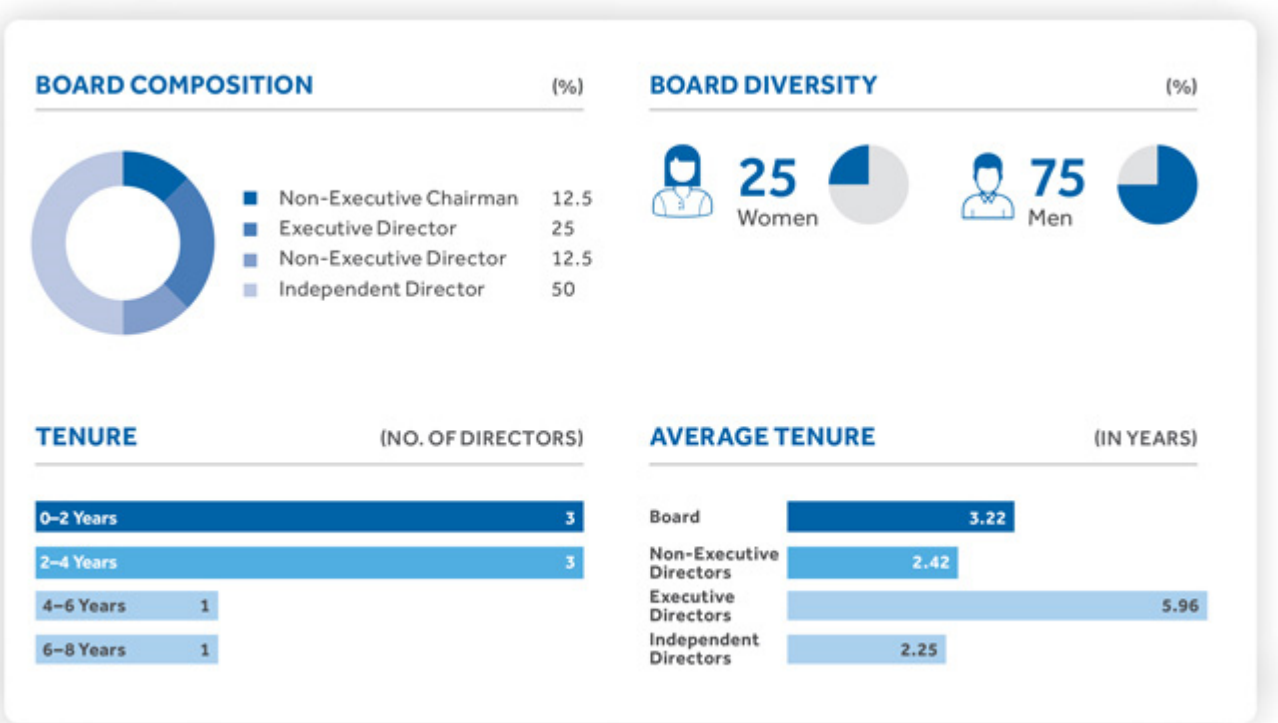 BOARD COMPOSITION (%)
Non-Executive Chairman 12.5
Executive Director 25
Non-Executive Director 12.5
Independent Director 50
BOARD DIVERSITY (%)
25
Women
75
Men
TENURE (NO. OF DIRECTORS)
0–2 Years 3
2–4 Years 3
4–6 Years 1
6–8 Years 1
AVERAGE TENURE (IN YEARS)
Board 3.22
Non-Executive
Directors 2.42
Executive
Directors 5.96
Independent
Directors 2.25